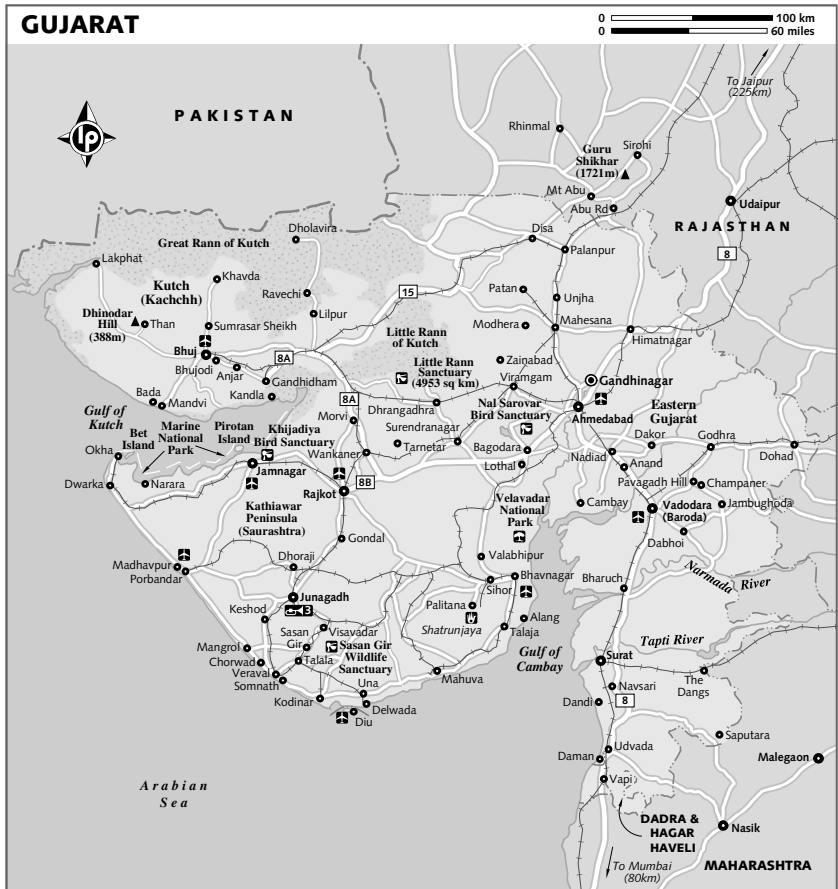 GUJARAT
0 100 km
0 60 miles
To Jaipur
(225km)
PAKISTAN
lp
Rhinmal
Sirohi
Guru
Shikhar
(1721m)
Mt Abu
Abu Rd
Udaipur
RAJASTHAN
8
Dholavira
Great Rann of Kutch
Disa
Palanpur
Lakphat
Khavda
Kutch
(Kachchh)
Ravechi
15
Patan
Unjha
Dhinodar
Hill
(388m)
Than
Sumrasar Sheikh
Lilpur
Modhera
Mahesana
Himatnagar
Little Rann
of Kutch
Bhuj
8A
Zainabad
Little Rann
Sanctuary
(4953 sq km)
Bhujodi
Anjar
Gandhidham
Viramgam
Gandhinagar
Kandla
8A
Bada
Mandvi
Dhrangadhra
Nal Sarovar
Bird Sanctuary
Ahmedabad
Eastern
Gujarat
Gulf of
Kutch
Morvi
Surendranagar
Bet
Island
Marine
National
Park
Pirotan
Island
Khijadiya
Bird Sanctuary
Tarnetar
Bagodara
Dakor
Godhra
Okha
Wankaner
Nadiad
Anand
Dohad
Lothal
Jamnagar
Narara
Dwarka
8B
Rajkot
Pavagadh Hill
Champaner
Velavadar
National
Park
Cambay
Vadodara
(Baroda)
Jambughoda
Kathiawar
Peninsula
(Saurashtra)
Gondal
Dabhoi
Valabhipur
Madhavpur
Porbandar
Dhoraji
Sihor
Bhavnagar
Bharuch
Narmada River
Junagadh
3
Palitana
Keshod
Shatrunjaya
Alang
Talaja
Sasan
Gir
Visavadar
Tapti River
Mangrol
Sasan Gir
Wildlife
Sanctuary
Gulf of
Cambay
Surat
Chorwad
Talala
Veraval
Somnath
Mahuva
The
Dangs
Una
Navsari
Kodinar
Delwada
Dandi
8
Diu
Saputara
Udvada
Daman
Malegaon
Vapi
Arabian
Sea
DADRA &
HAGAR
HAVELI
Nasik
To Mumbai
(80km)
MAHARASHTRA